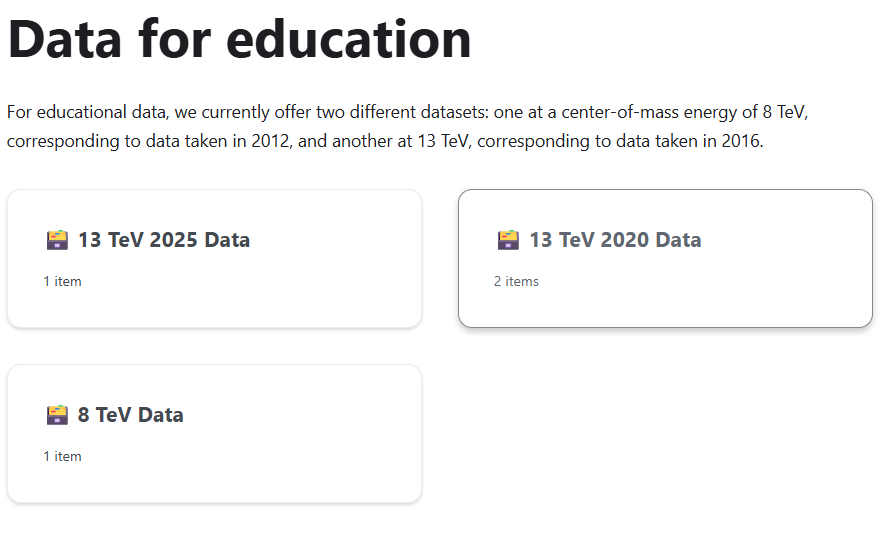 Data for education
For educational data, we currently offer two different datasets: one at a center-of-mass energy of 8 TeV,
corresponding to data taken in 2012, and another at 13 TeV, corresponding to data taken in 2016.
13 TeV 2025 Data
1 item
13 TeV 2020 Data
2 items
8 TeV Data
1 item